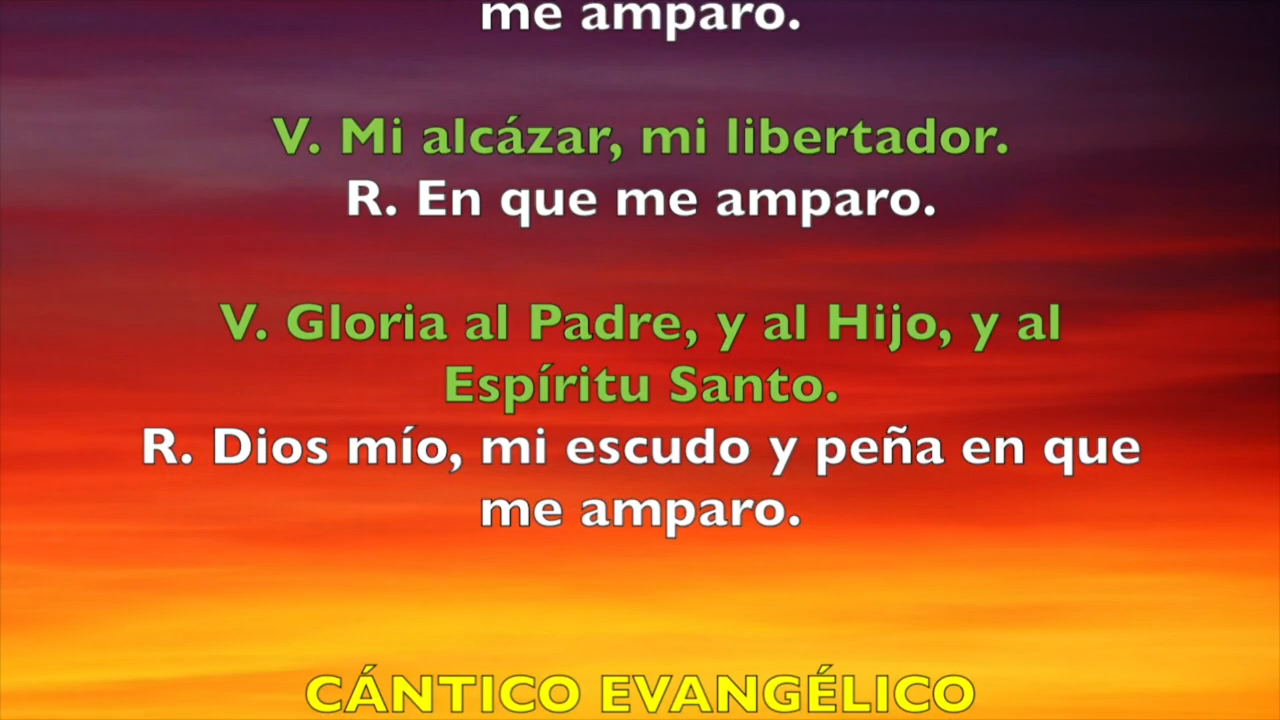 me amparo.
V. Mi alcázar, mi libertador.
R. En que me amparo.
V. Gloria al Padre, y al Hijo, y al
Espíritu Santo.
R. Dios mío, mi escudo y peña en que
me amparo.
CÁNTICO EVANGÉLICO